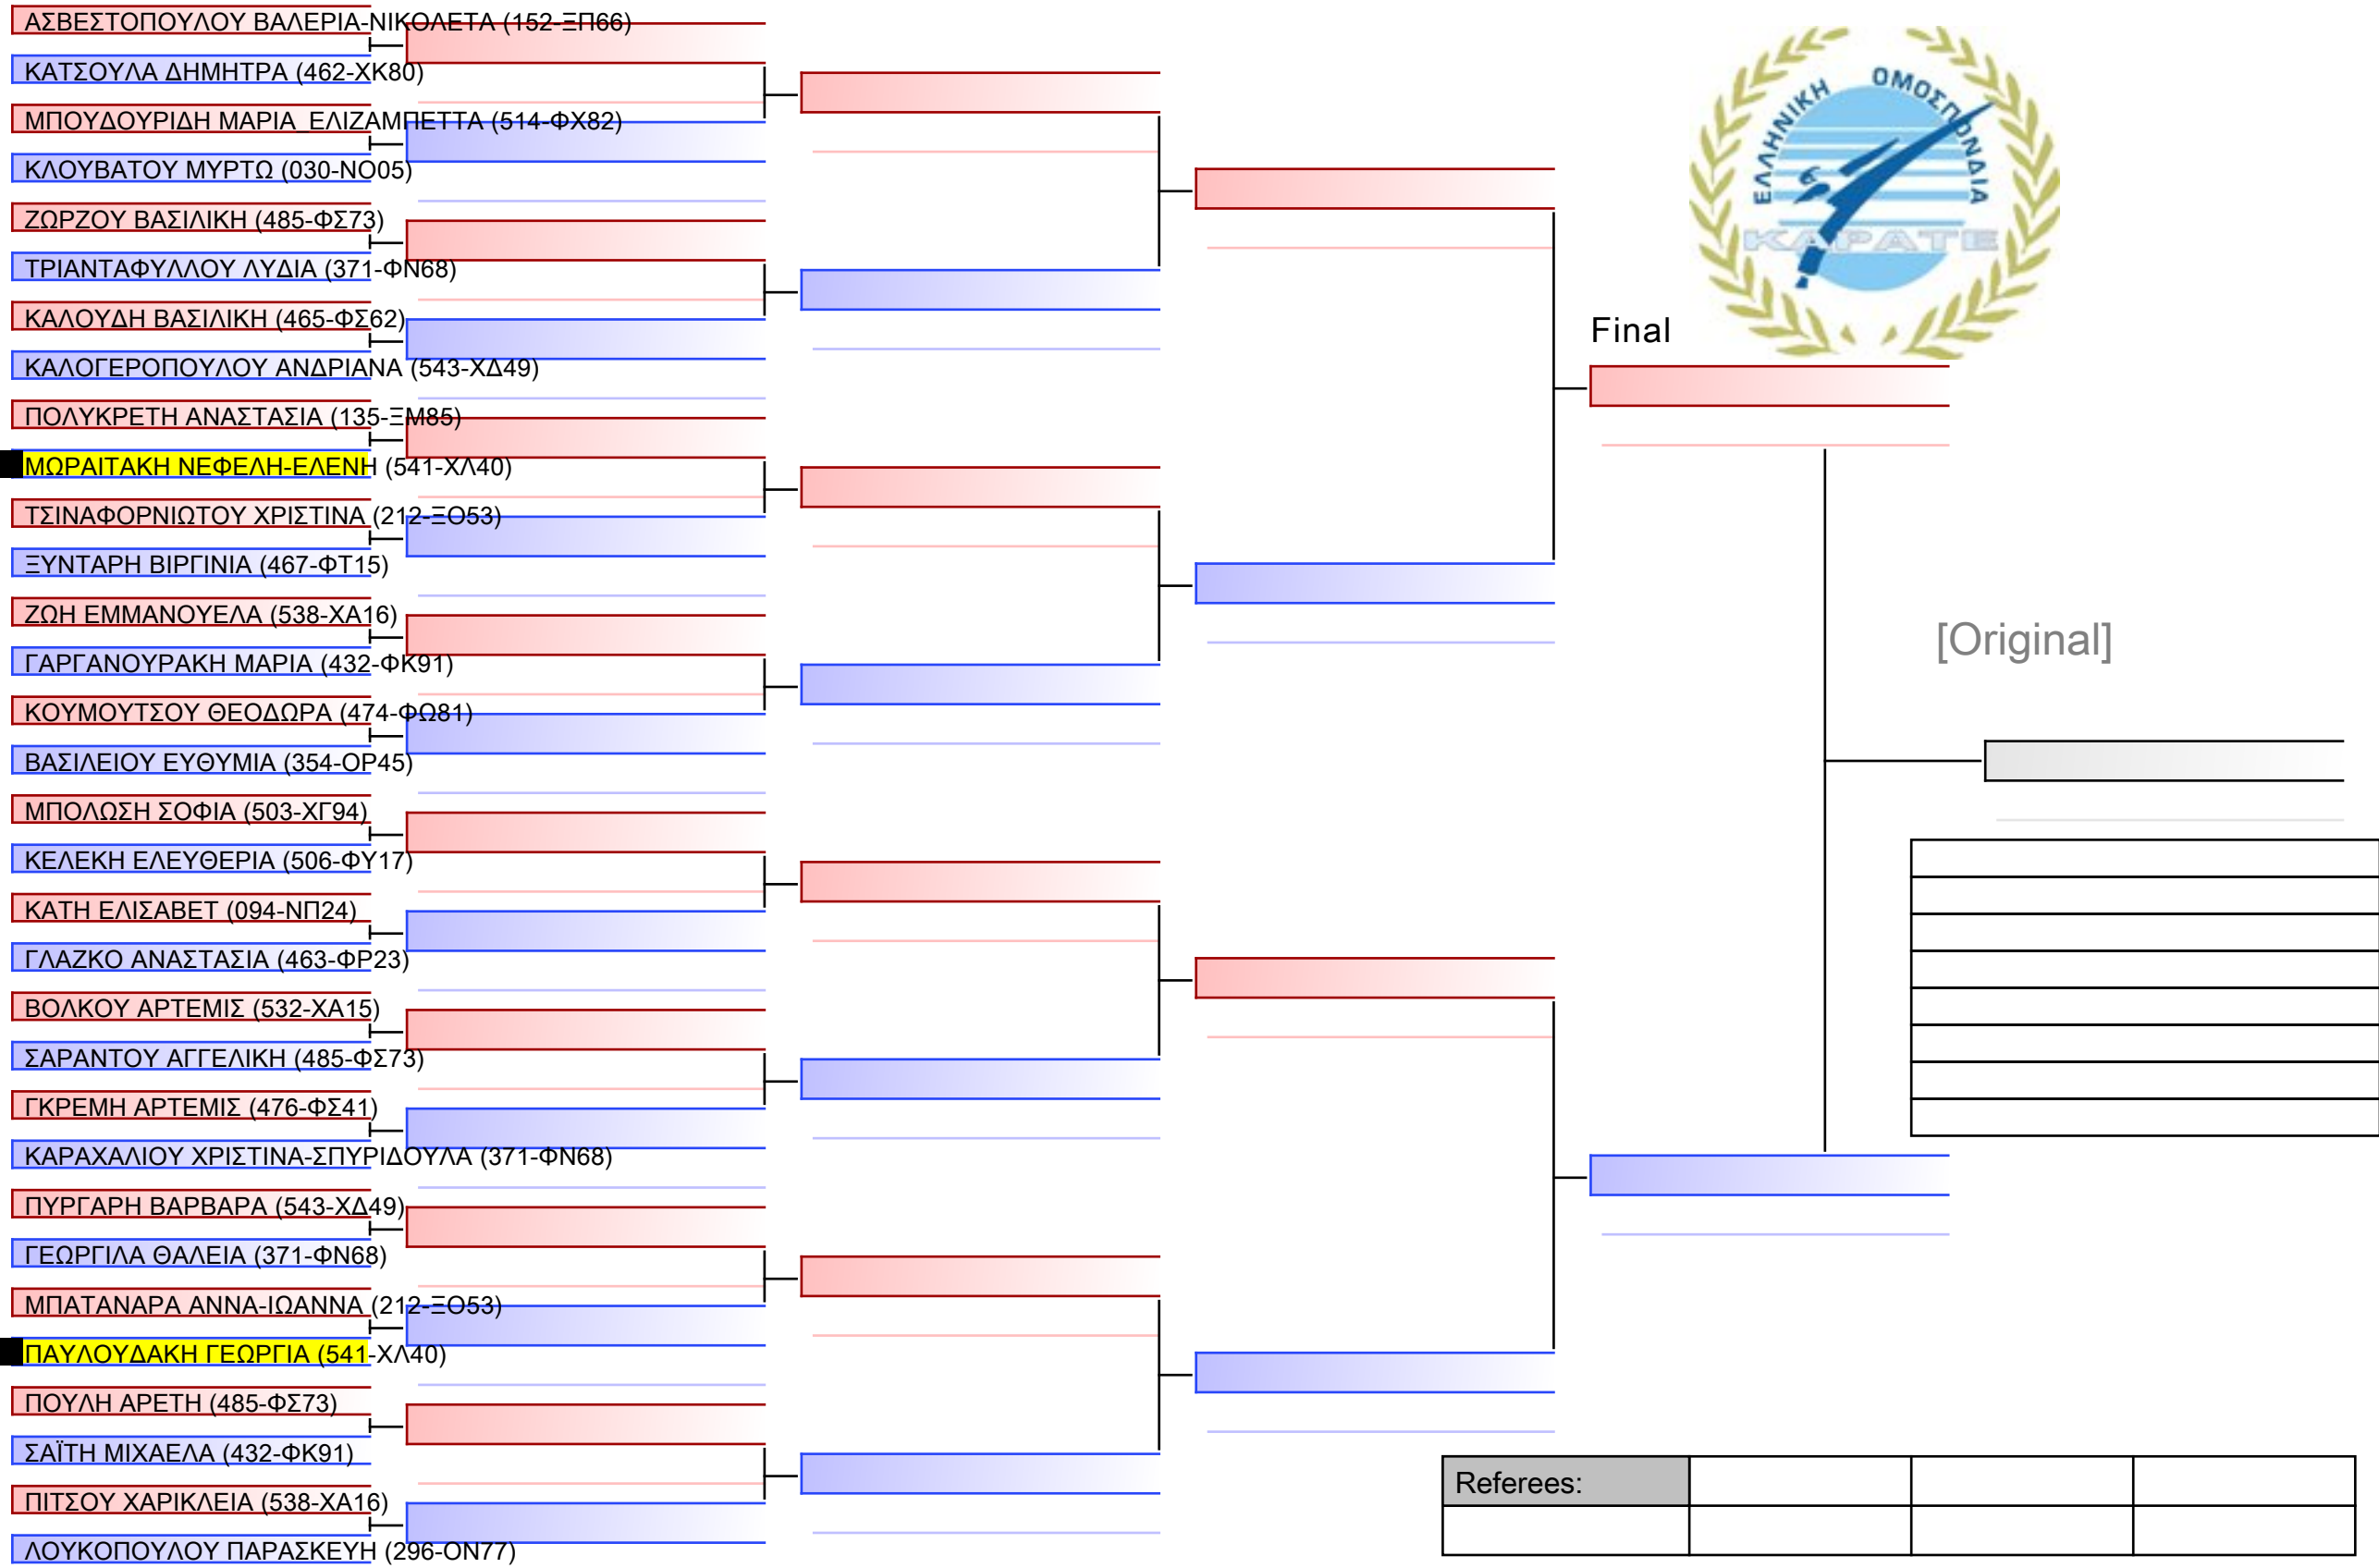 ΑΣΒΕΣΤΟΠΟΥΛΟΥ ΒΑΛΕΡΙΑ-ΝΙΚΟΛΕΤΑ (152-ΞΠ66)
ΚΑΤΣΟΥΛΑ ΔΗΜΗΤΡΑ (462-ΧΚ80)
ΜΠΟΥΔΟΥΡΙΔΗ ΜΑΡΙΑ ΕΛΙΖΑΜΠΕΤΤΑ (514-ΦΧ82)
ΚΛΟΥΒΑΤΟΥ ΜΥΡΤΩ (030-ΝΟ05)
ΖΩΡΖΟΥ ΒΑΣΙΛΙΚΗ (485-ΦΣ73)
ΤΡΙΑΝΤΑΦΥΛΛΟΥ ΛΥΔΙΑ (371-ΦΝ68)
ΚΑΛΟΥΔΗ ΒΑΣΙΛΙΚΗ (465-ΦΣ62)
ΚΑΛΟΓΕΡΟΠΟΥΛΟΥ ΑΝΔΡΙΑΝΑ (543-ΧΔ49)
ΠΟΛΥΚΡΕΤΗ ΑΝΑΣΤΑΣΙΑ (135-ΞΜ85)
ΜΩΡΑΙΤΑΚΗ ΝΕΦΕΛΗ-ΕΛΕΝΗ (541-ΧΛ40)
ΤΣΙΝΑΦΟΡΝΙΩΤΟΥ ΧΡΙΣΤΙΝΑ (212-ΞΟ53)
ΞΥΝΤΑΡΗ ΒΙΡΓΙΝΙΑ (467-ΦΤ15)
ΖΩΗ ΕΜΜΑΝΟΥΕΛΑ (538-ΧΑ16)
ΓΑΡΓΑΝΟΥΡΑΚΗ ΜΑΡΙΑ (432-ΦΚ91)
ΚΟΥΜΟΥΤΣΟΥ ΘΕΟΔΩΡΑ (474-ΦΩ81)
ΒΑΣΙΛΕΙΟΥ ΕΥΘΥΜΙΑ (354-ΟΡ45)
ΜΠΟΛΩΣΗ ΣΟΦΙΑ (503-ΧΓ94)
ΚΕΛΕΚΗ ΕΛΕΥΘΕΡΙΑ (506-ΦΥ17)
ΚΑΤΗ ΕΛΙΣΑΒΕΤ (094-ΝΠ24)
ΓΛΑΖΚΟ ΑΝΑΣΤΑΣΙΑ (463-ΦΡ23)
ΒΟΛΚΟΥ ΑΡΤΕΜΙΣ (532-ΧΑ15)
ΣΑΡΑΝΤΟΥ ΑΓΓΕΛΙΚΗ (485-ΦΣ73)
ΓΚΡΕΜΗ ΑΡΤΕΜΙΣ (476-ΦΣ41)
ΚΑΡΑΧΑΛΙΟΥ ΧΡΙΣΤΙΝΑ-ΣΠΥΡΙΔΟΥΛΑ (371-ΦΝ68)
ΠΥΡΓΑΡΗ ΒΑΡΒΑΡΑ (543-ΧΔ49)
ΓΕΩΡΓΙΛΑ ΘΑΛΕΙΑ (371-ΦΝ68)
ΜΠΑΤΑΝΑΡΑ ΑΝΝΑ-ΙΩΑΝΝΑ (212-ΞΟ53)
ΠΑΥΛΟΥΔΑΚΗ ΓΕΩΡΓΙΑ (541-ΧΛ40)
ΠΟΥΛΗ ΑΡΕΤΗ (485-ΦΣ73)
ΣΑΪΤΗ ΜΙΧΑΕΛΑ (432-ΦΚ91)
ΠΙΤΣΟΥ ΧΑΡΙΚΛΕΙΑ (538-ΧΑ16)
ΛΟΥΚΟΠΟΥΛΟΥ ΠΑΡΑΣΚΕΥΗ (296-ΟΝ77)
ΕΛΛΗΝΙΚΗ ΟΜΟΣΠΟΝΔΙΑ
ΚΑΡΑΤΕ
Final
[Original]
Referees: